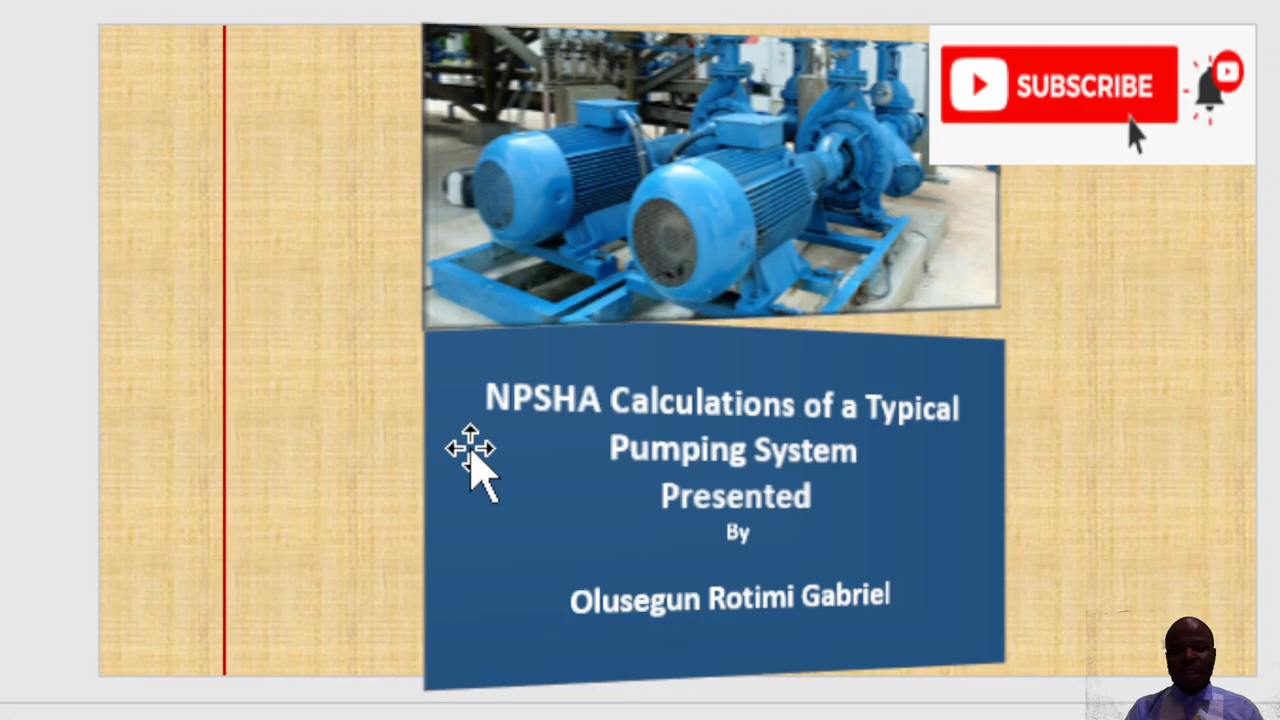 SUBSCRIBE
NPSHA Calculations of a Typical
Pumping System
Presented
By
Olusegun Rotimi Gabriel